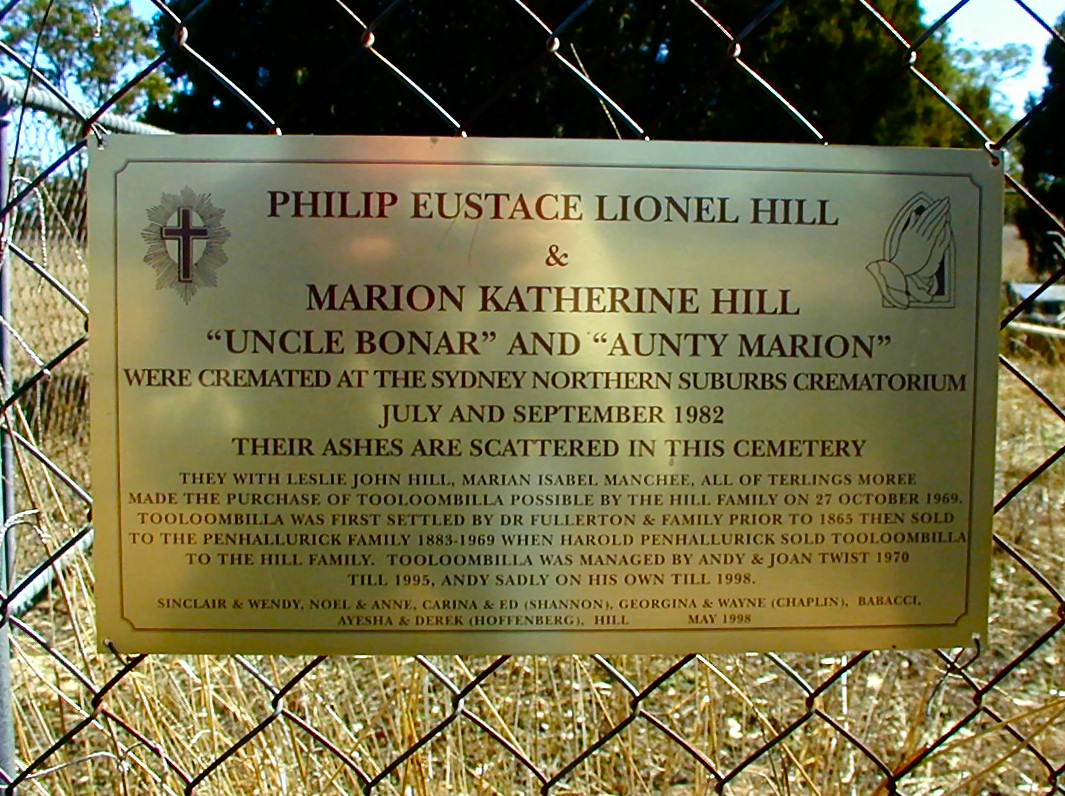 PHILIP EUSTACE LIONEL HILL
&
MARION KATHERINE HILL
“UNCLE BONAR” AND “AUNTY MARION”
WERE CREMATED AT THE SYDNEY NORTHERN SUBURBS CREMATORIUM
JULY AND SEPTEMBER 1982
THEIR ASHES ARE SCATTERED IN THIS CEMETERY
THEY WITH LESLIE JOHN HILL, MARIAN ISABEL MANCHEE, ALL OF TERLINGS MOREE
MADE THE PURCHASE OF TOOLOOMBILLA POSSIBLE BY THE HILL FAMILY ON 27 OCTOBER 1969.
TOOLOOMBILLA WAS FIRST SETTLED BY DR FULLERTON & FAMILY PRIOR TO 1865 THEN SOLD
TO THE PENHALLURICK FAMILY 1883-1969 WHEN HAROLD PENHALLURICK SOLD TOOLOOMBILLA
TO THE HILL FAMILY. TOOLOOMBILLA WAS MANAGED BY ANDY & JOAN TWIST 1970
TILL 1995, ANDY SADLY ON HIS OWN TILL 1998.
SINCLAIR & WENDY, NOEL & ANNE, CARINA & ED (SHANNON), GEORGINA & WAYNE (CHAPLIN), BABACCI,
AYESHA & DEREK (HOFFENBERG), HILL MAY 1998